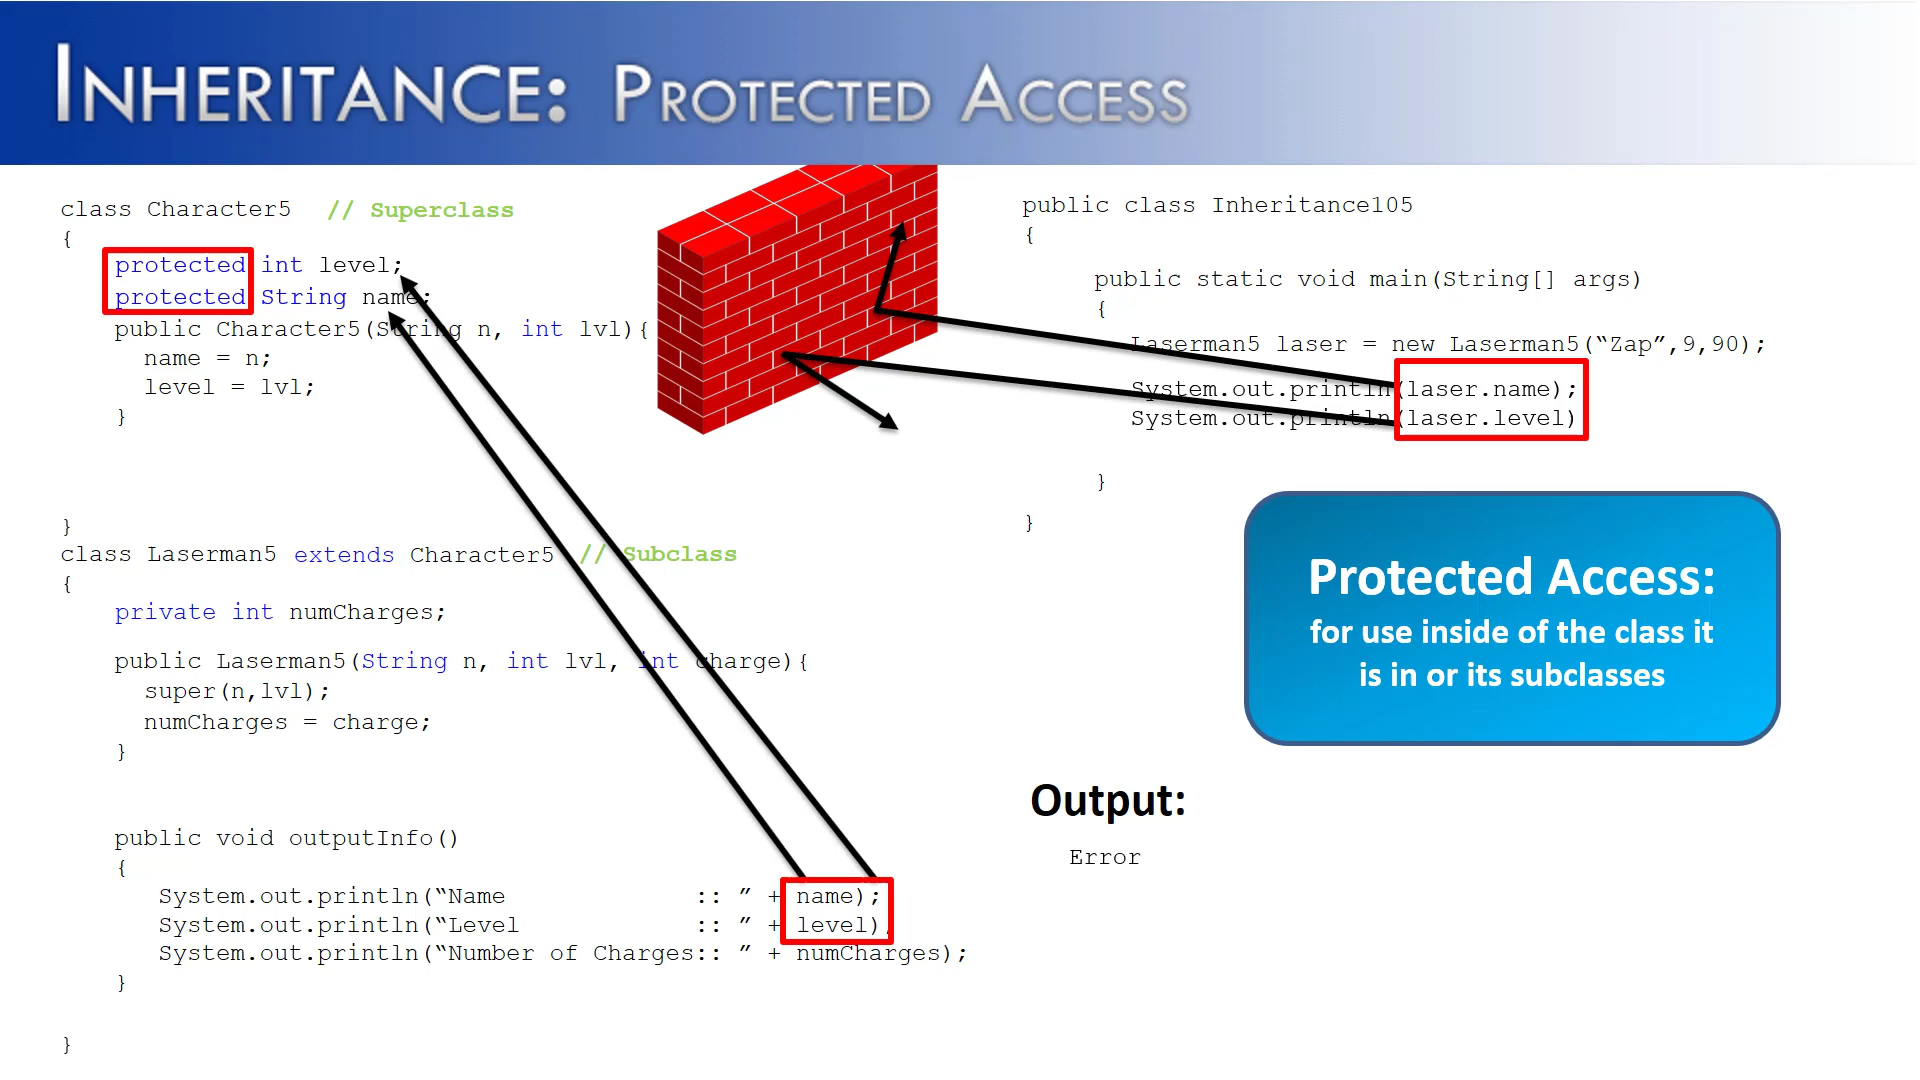 INHERITANCE: PROTECTED ACCESS
class Character5 // Superclass
{
protected int level;
protected String name;
public Character5(String n, int lvl){
name = n;
level = lvl;
}
}
class Laserman5 extends Character5 // Subclass
{
private int numCharges;
public Laserman5(String n, int lvl, int charge){
super(n,lvl);
numCharges = charge;
}
public void outputInfo()
{
System.out.println(“Name :: ” + name);
System.out.println(“Level :: ” + level);
System.out.println(“Number of Charges:: ” + numCharges);
}
}
public class Inheritance105
{
public static void main(String[] args)
{
Laserman5 laser = new Laserman5(“Zap”,9,90);
System.out.println(laser.name);
System.out.println(laser.level)
}
}
Protected Access:
for use inside of the class it
is in or its subclasses
Output:
Error